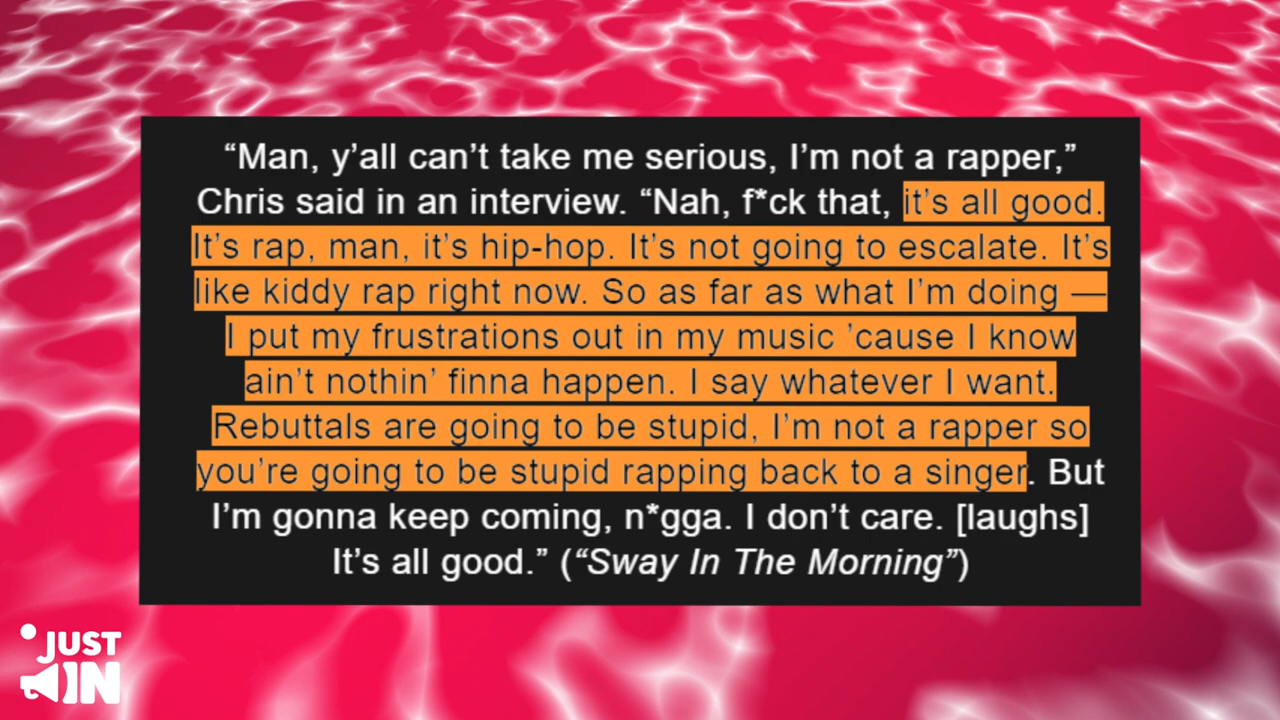 “Man, y’all can’t take me serious, I’m not a rapper,”
Chris said in an interview. “Nah, f*ck that, it’s all good.
It’s rap, man, it’s hip-hop. It’s not going to escalate. It’s
like kiddy rap right now. So as far as what I’m doing —
I put my frustrations out in my music ’cause I know
ain’t nothin’ finna happen. I say whatever I want.
Rebuttals are going to be stupid, I’m not a rapper so
you’re going to be stupid rapping back to a singer. But
I’m gonna keep coming, n*gga. I don’t care. [laughs]
It’s all good.” (“Sway In The Morning”)
JUST
IN